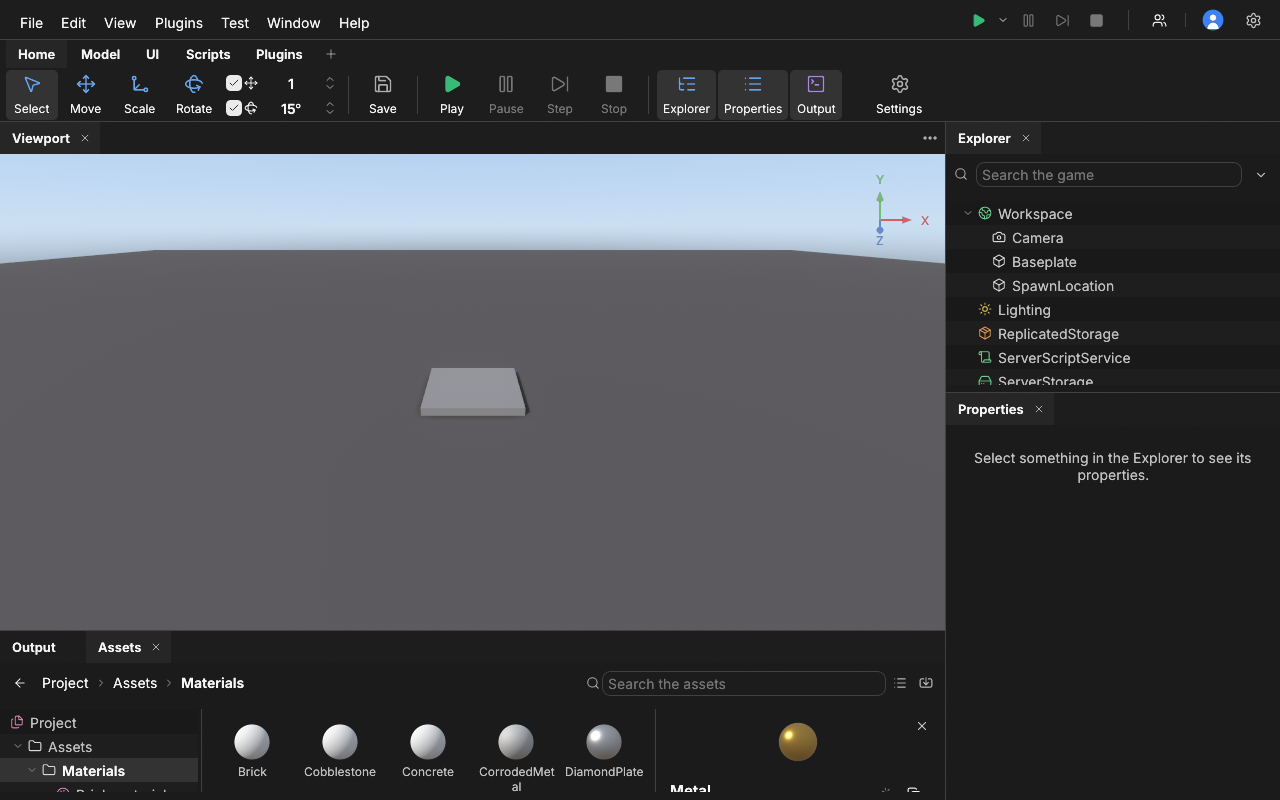 File Edit View Plugins Test Window Help
Home Model UI Scripts Plugins
Select Move Scale Rotate 1 15° Save Play Pause Step Stop Explorer Properties Output Settings
Viewport
Y
X
Z
Explorer
Search the game
Workspace
Camera
Baseplate
SpawnLocation
Lighting
ReplicatedStorage
ServerScriptService
ServerStorage
Properties
Select something in the Explorer to see its
properties.
Output Assets
Project Assets Materials
Search the assets
Project
Assets
Materials
Brick
Cobblestone
Concrete
CorrodedMet
al
DiamondPlate
Metal